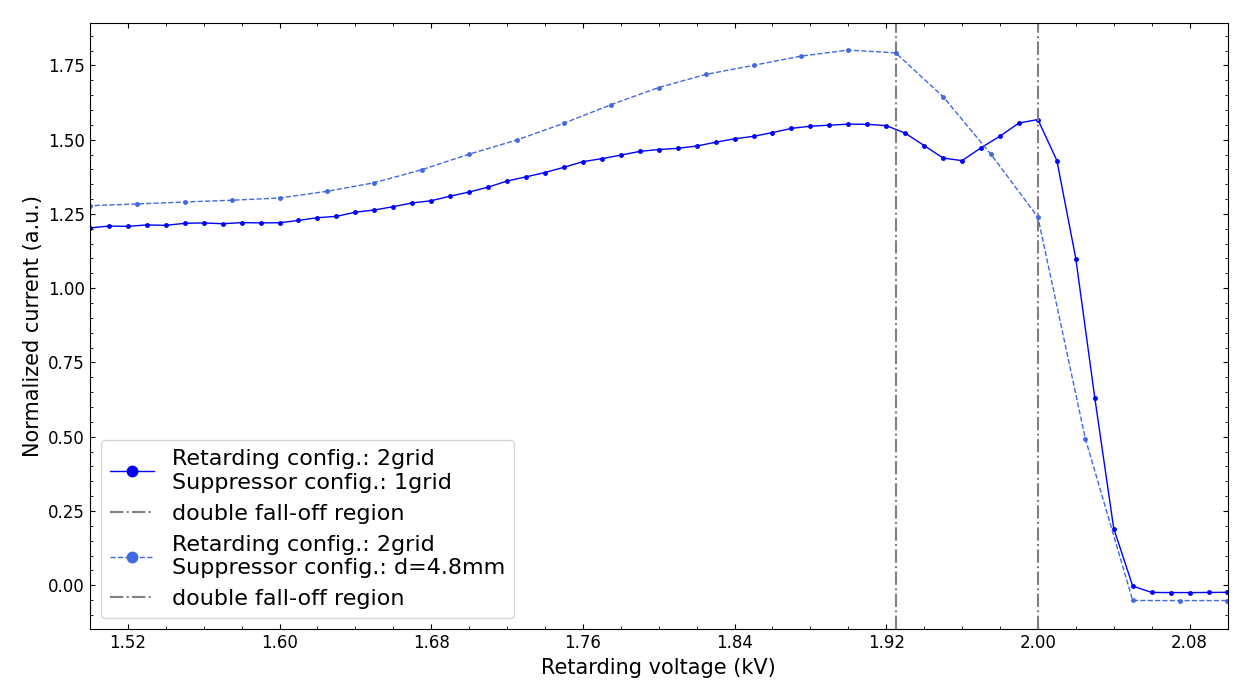 1.75
1.50
1.25
1.00
0.75
0.50
0.25
0.00
Normalized current (a.u.)
Retarding config.: 2grid
Suppressor config.: 1grid
double fall-off region
Retarding config.: 2grid
Suppressor config.: d=4.8mm
double fall-off region
1.52 1.60 1.68 1.76 1.84 1.92 2.00 2.08
Retarding voltage (kV)